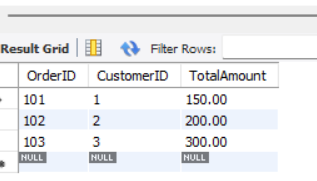 Result Grid Filter Rows:
OrderID CustomerID TotalAmount
101 1 150.00
102 2 200.00
103 3 300.00
NULL NULL NULL